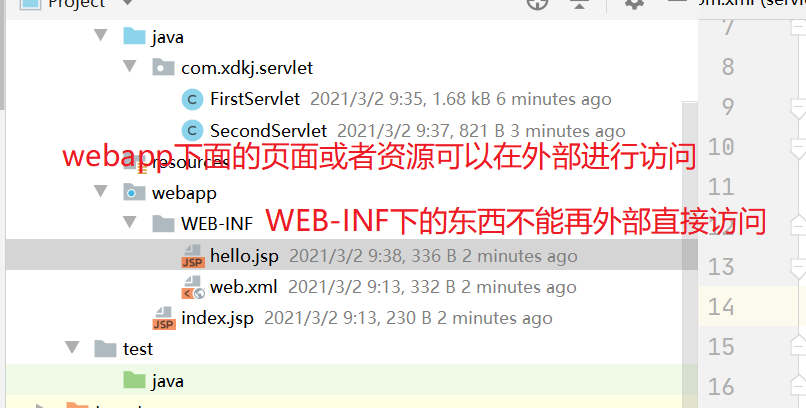 Project
om.xml (serv
java
7
com.xdkj.servlet
8
FirstServlet 2021/3/2 9:35, 1.68 kB 6 minutes ago
9
SecondServlet 2021/3/2 9:37, 821 B 3 minutes ago
10
webapp下面的页面或者资源可以在外部进行访问
resources
webapp
11
WEB-INF WEB-INF下的东西不能再外部直接访问
12
hello.jsp 2021/3/2 9:38, 336 B 2 minutes ago
JSP
13
web.xml 2021/3/2 9:13, 332 B 2 minutes ago
index.jsp 2021/3/2 9:13, 230 B 2 minutes ago
JSP
14
test
15
java
16